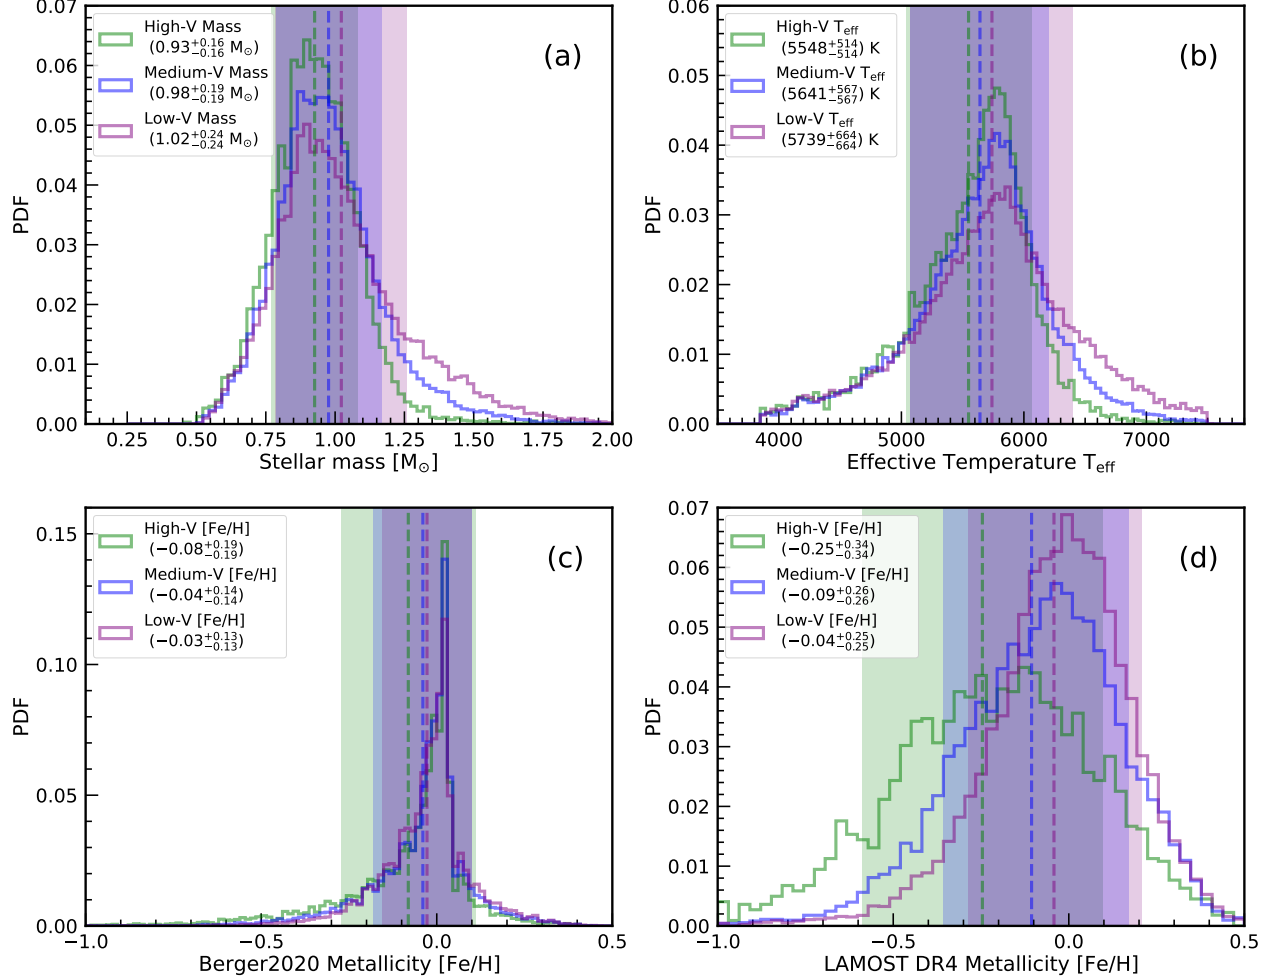 High-V Mass
(0.93+0.16−0.16 M⊙)
Medium-V Mass
(0.98+0.19−0.19 M⊙)
Low-V Mass
(1.02+0.24−0.24 M⊙)
(a)
PDF
0.07
0.06
0.05
0.04
0.03
0.02
0.01
0.00
0.25 0.50 0.75 1.00 1.25 1.50 1.75 2.00
Stellar mass [M⊙]
High-V Teff
(5548+514−514) K
Medium-V Teff
(5641+567−567) K
Low-V Teff
(5739+664−664) K
(b)
PDF
0.06
0.05
0.04
0.03
0.02
0.01
0.00
4000 5000 6000 7000
Effective Temperature Teff
High-V [Fe/H]
(−0.08+0.19−0.19)
Medium-V [Fe/H]
(−0.04+0.14−0.14)
Low-V [Fe/H]
(−0.03+0.13−0.13)
(c)
PDF
0.15
0.10
0.05
0.00
−1.0 −0.5 0.0 0.5
Berger2020 Metallicity [Fe/H]
High-V [Fe/H]
(−0.25+0.34−0.34)
Medium-V [Fe/H]
(−0.09+0.26−0.26)
Low-V [Fe/H]
(−0.04+0.25−0.25)
(d)
PDF
0.07
0.06
0.05
0.04
0.03
0.02
0.01
0.00
−1.0 −0.5 0.0 0.5
LAMOST DR4 Metallicity [Fe/H]